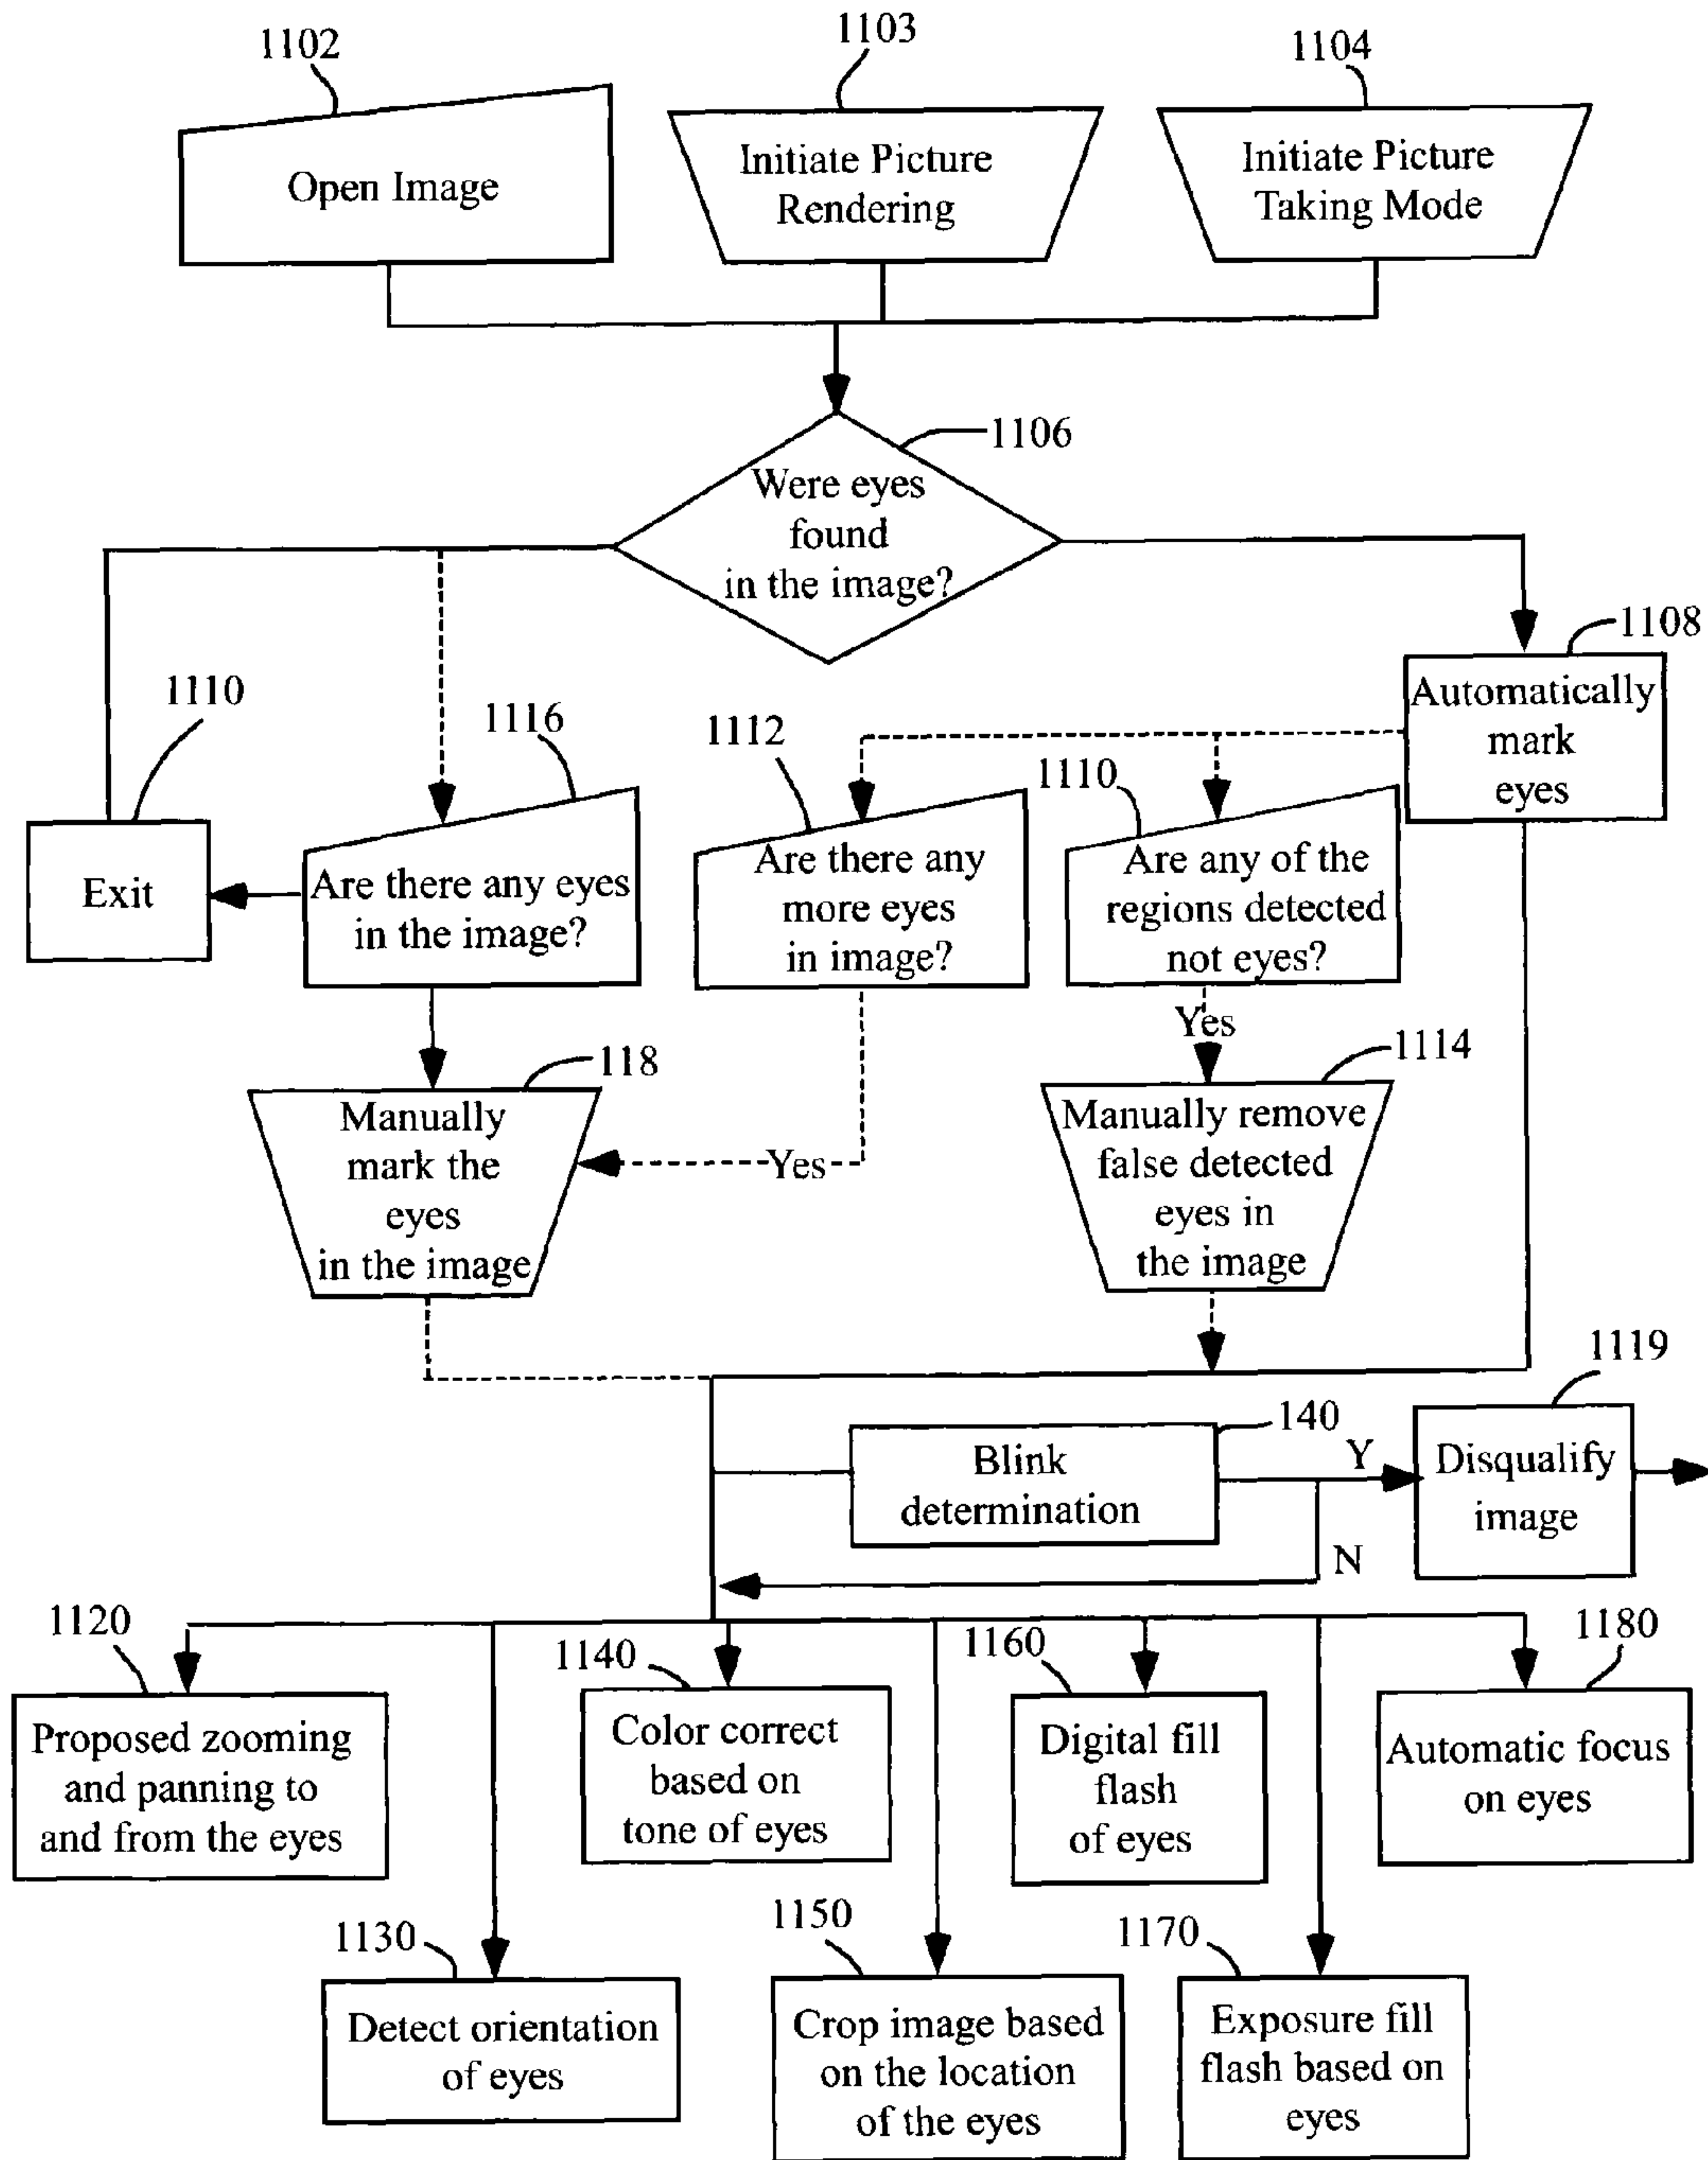 1102
1103
1104
Open Image
Initiate Picture
Rendering
Initiate Picture
Taking Mode
1106
Were eyes
found
in the image?
1108
Automatically
mark
eyes
1110
Exit
1116
Are there any eyes
in the image?
1112
Are there any
more eyes
in image?
1110
Are any of the
regions detected
not eyes?
Yes
118
Manually
mark the
eyes
in the image
Yes
1114
Manually remove
false detected
eyes in
the image
140
Blink
determination
Y
N
1119
Disqualify
image
1120
Proposed zooming
and panning to
and from the eyes
1140
Color correct
based on
tone of eyes
1160
Digital fill
flash
of eyes
1180
Automatic focus
on eyes
1130
Detect orientation
of eyes
1150
Crop image based
on the location
of the eyes
1170
Exposure fill
flash based on
eyes